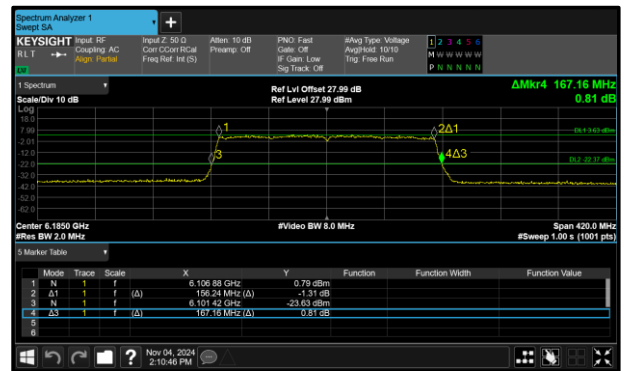 Spectrum Analyzer 1
Swept SA
+
KEYSIGHT Input: RF Input Z: 50 Ω Atten: 10 dB PNO: Fast #Avg Type: Voltage 1 2 3 4 5 6
RLT Coupling: AC Corr CCorr RCal Preamp: Off Gate: Off Avg|Hold: 10/10 M W W W W W
Align: Partial Freq Ref: Int (S) IF Gain: Low Trig: Free Run P N N N N N
Sig Track: Off
1 Spectrum Ref Lvl Offset 27.99 dB ΔMkr4 167.16 MHz
Scale/Div 10 dB Ref Level 27.99 dBm 0.81 dB
Log
18.0
7.99 1 2Δ1 DL1 3.63 dBm
-2.01
-12.0 3 4Δ3
-22.0 DL2 -22.37 dBm
-32.0
-42.0
-52.0
-62.0
Center 6.1850 GHz #Video BW 8.0 MHz Span 420.0 MHz
#Res BW 2.0 MHz #Sweep 1.00 s (1001 pts)
5 Marker Table
Mode Trace Scale X Y Function Function Width Function Value
1 N 1 f 6.106 88 GHz 0.79 dBm
2 Δ1 1 f (Δ) 156.24 MHz (Δ) -1.31 dB
3 N 1 f 6.101 42 GHz -23.63 dBm
4 Δ3 1 f (Δ) 167.16 MHz (Δ) 0.81 dB
5
6
? Nov 04, 2024
2:10:46 PM